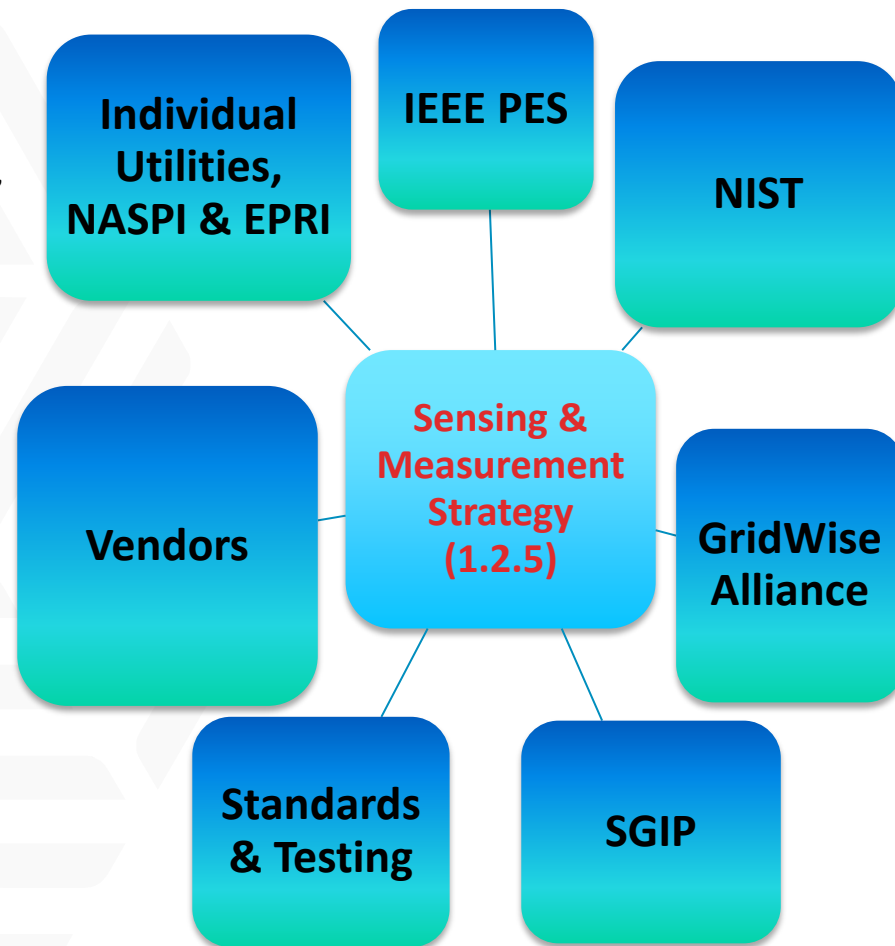 Individual
Utilities,
NASPI & EPRI
IEEE PES
NIST
Sensing &
Measurement
Strategy
(1.2.5)
Vendors
GridWise
Alliance
Standards
& Testing
SGIP